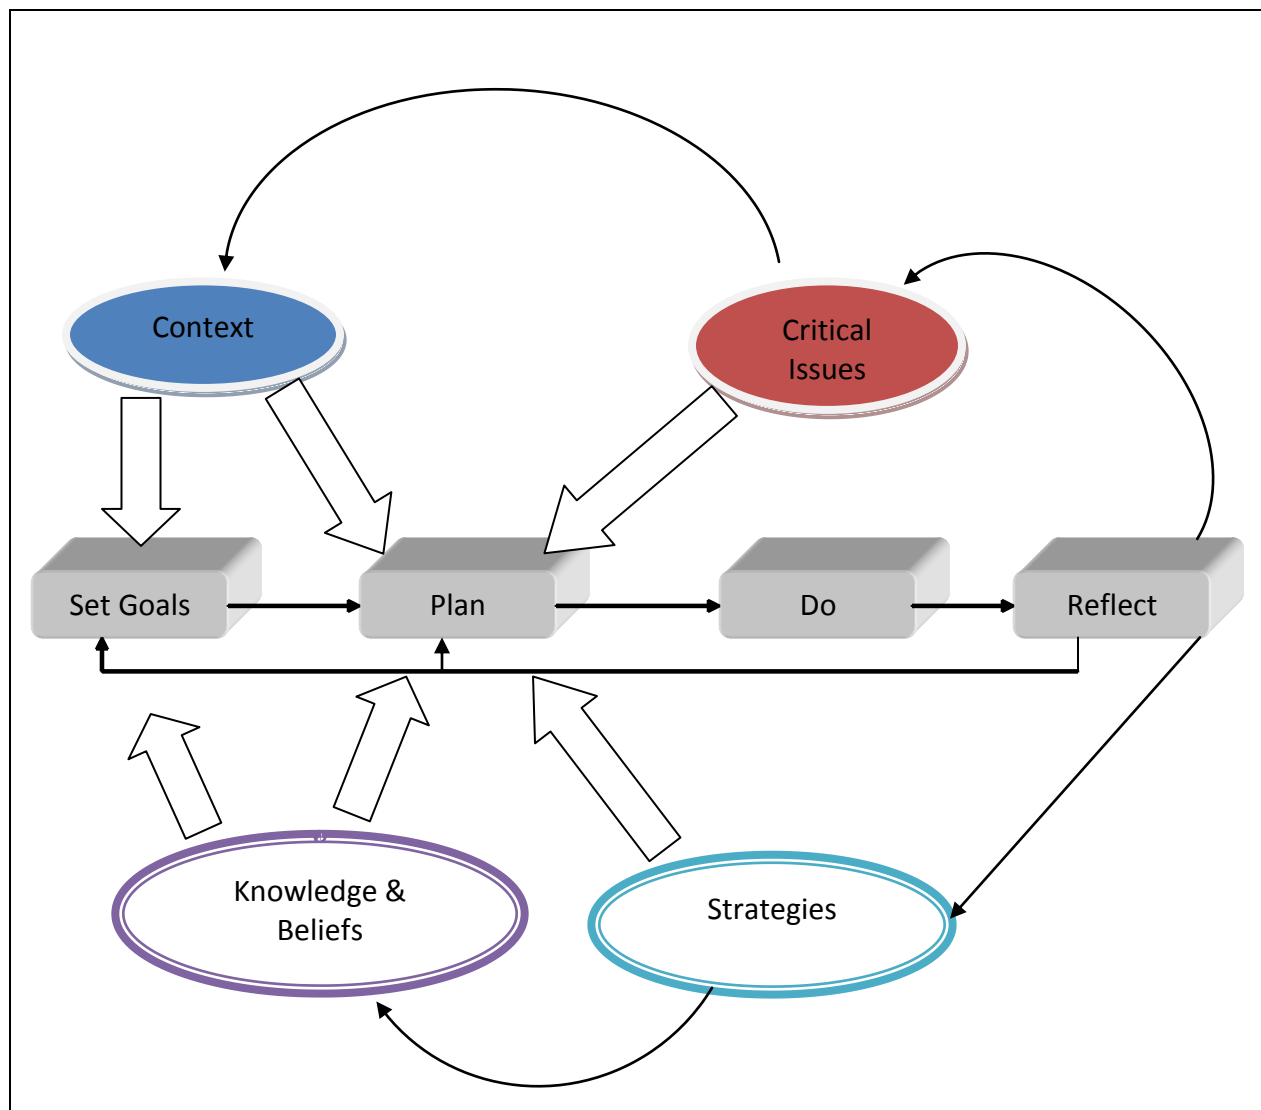 Context
Critical
Issues
Set Goals
Plan
Do
Reflect
Knowledge &
Beliefs
Strategies